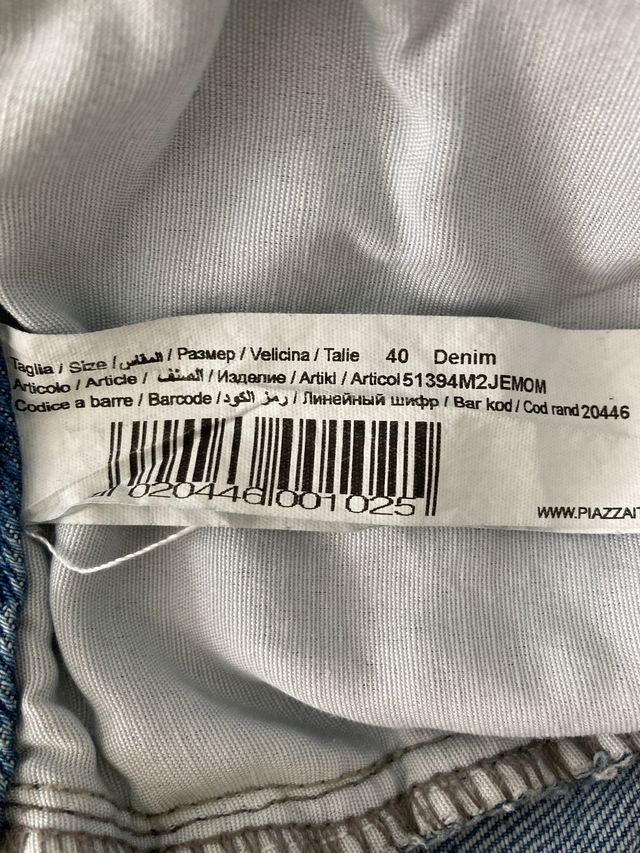 Taglia / Size / المقاس / Размер / Velicina / Talie 40 Denim
Articolo / Article / الصنف / Изделие / Artikl / Articol 51394M2JEMOM
Codice a barre / Barcode / رمز الكود / Линейный шифр / Bar kod / Cod rand 20446
020446 001025
WWW.PIAZZAIT